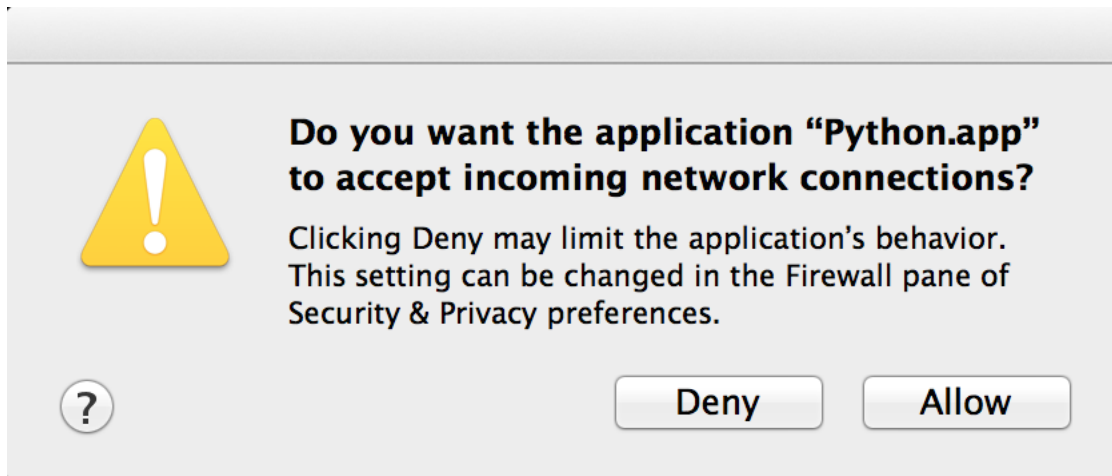 Do you want the application “Python.app”
to accept incoming network connections?
Clicking Deny may limit the application’s behavior.
This setting can be changed in the Firewall pane of
Security & Privacy preferences.
?
Deny
Allow